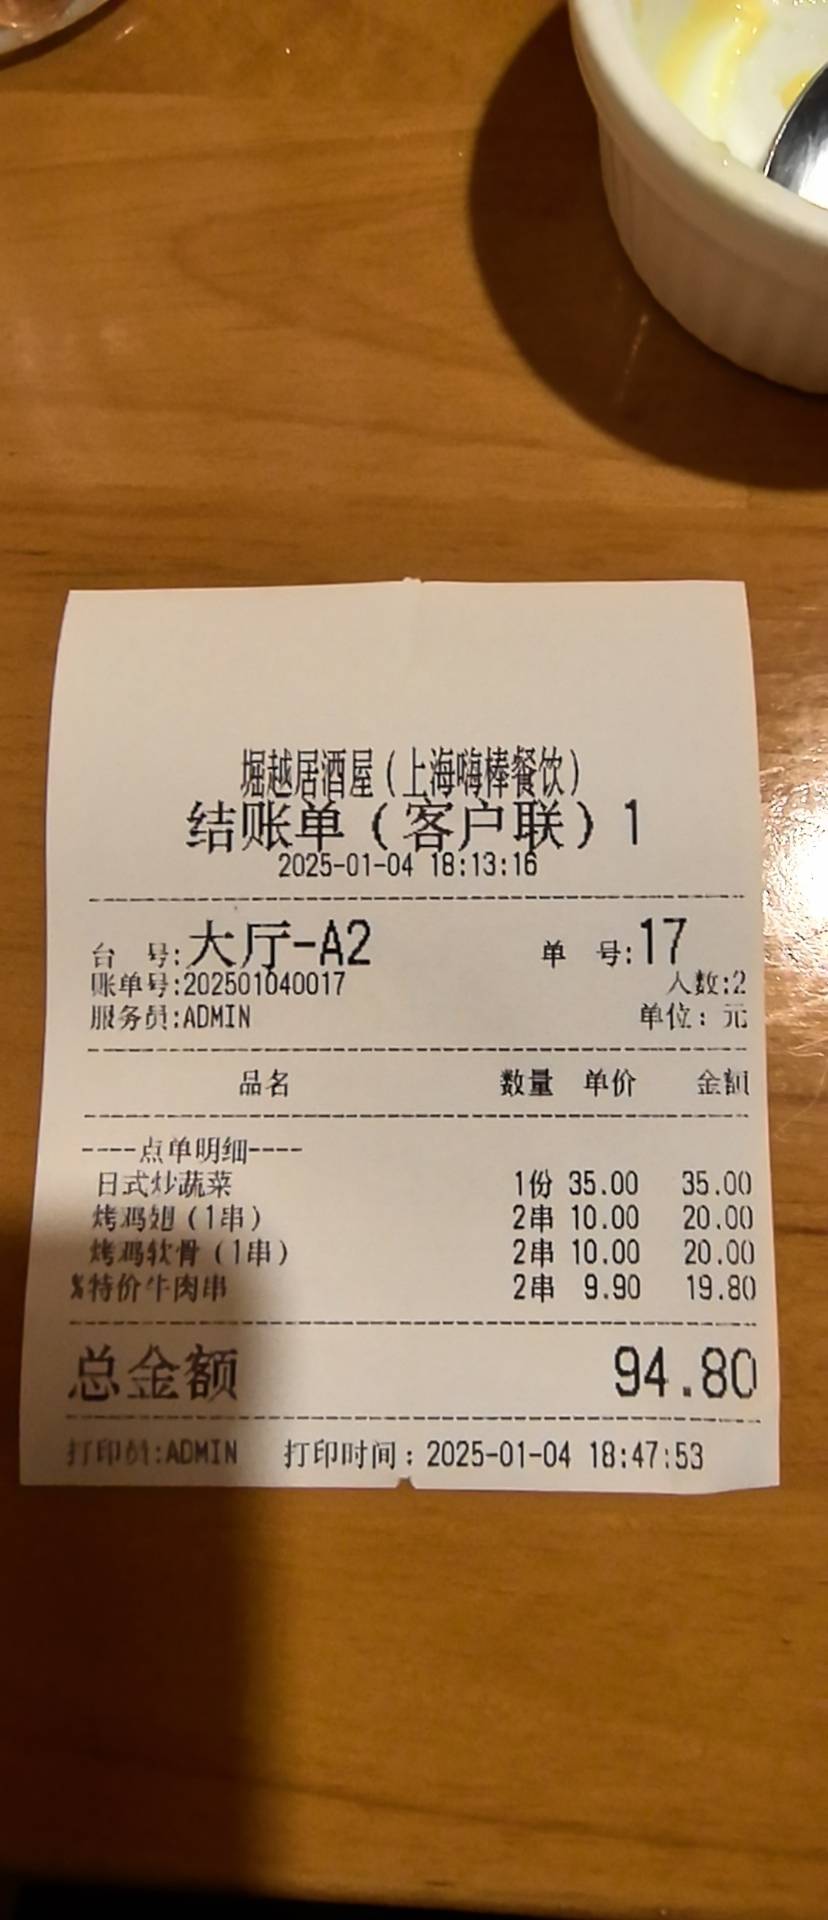 堀越居酒屋(上海嗨棒餐饮)
结账单(客户联)1
2025-01-04 18:13:16
台 号:大厅-A2 单 号:17
账单号:202501040017 人数:2
服务员:ADMIN 单位: 元
品名 数量 单价 金额
----点单明细----
日式炒蔬菜 1份 35.00 35.00
烤鸡翅(1串) 2串 10.00 20.00
烤鸡软骨(1串) 2串 10.00 20.00
%特价牛肉串 2串 9.90 19.80
总金额 94.80
打印员:ADMIN 打印时间:2025-01-04 18:47:53